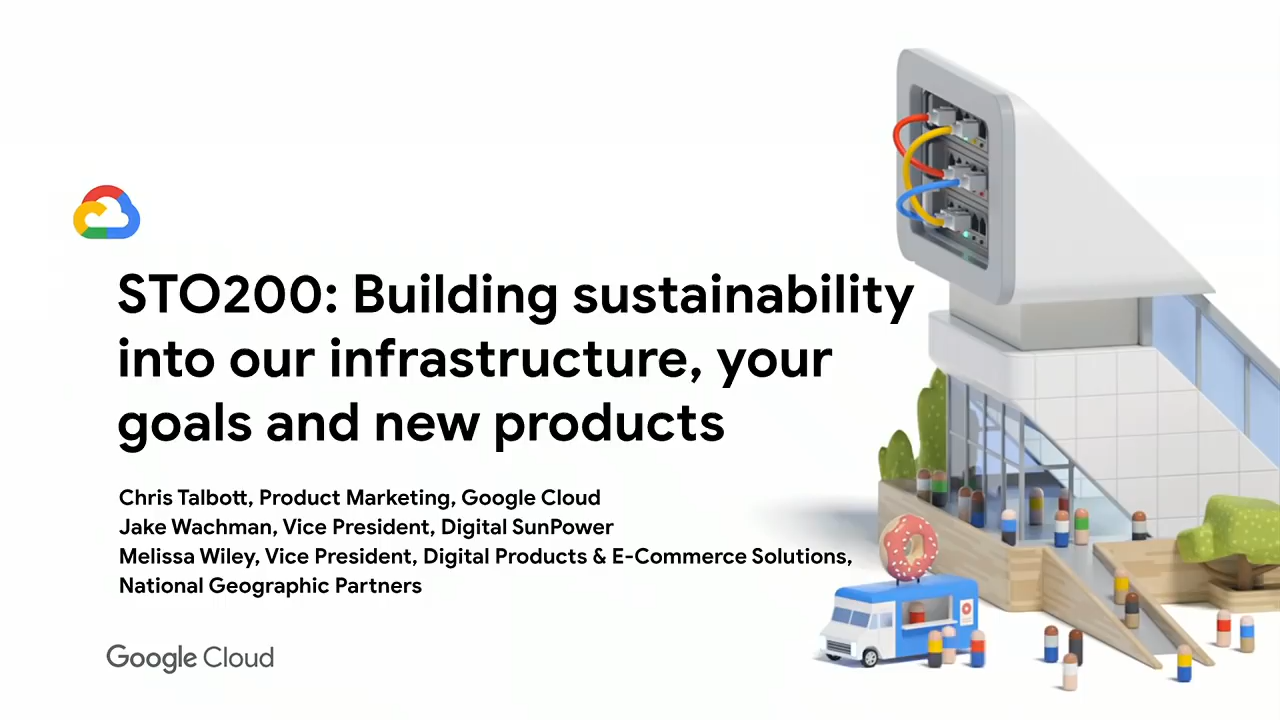 STO200: Building sustainability
into our infrastructure, your
goals and new products
Chris Talbott, Product Marketing, Google Cloud
Jake Wachman, Vice President, Digital SunPower
Melissa Wiley, Vice President, Digital Products & E-Commerce Solutions,
National Geographic Partners
Google Cloud